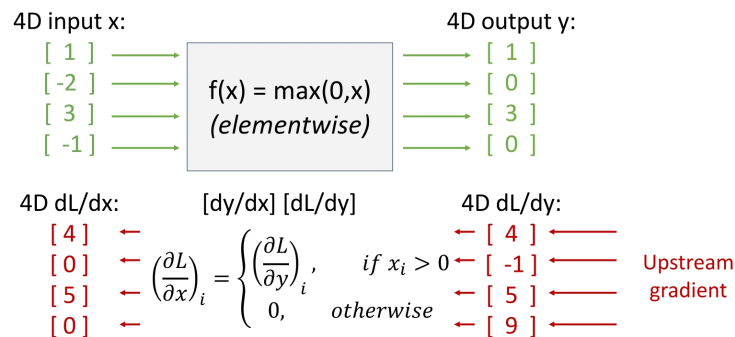 4D input x: 4D output y:
[ 1 ] [ 1 ]
[ -2 ] [ 0 ]
[ 3 ] [ 3 ]
[ -1 ] [ 0 ]
f(x) = max(0,x)
(elementwise)
4D dL/dx: [dy/dx] [dL/dy] 4D dL/dy:
[ 4 ] [ 4 ]
[ 0 ] [ -1 ]
[ 5 ] [ 5 ]
[ 0 ] [ 9 ]
(∂L/∂x)_i = { (∂L/∂y)_i , if x_i > 0
0, otherwise
Upstream
gradient